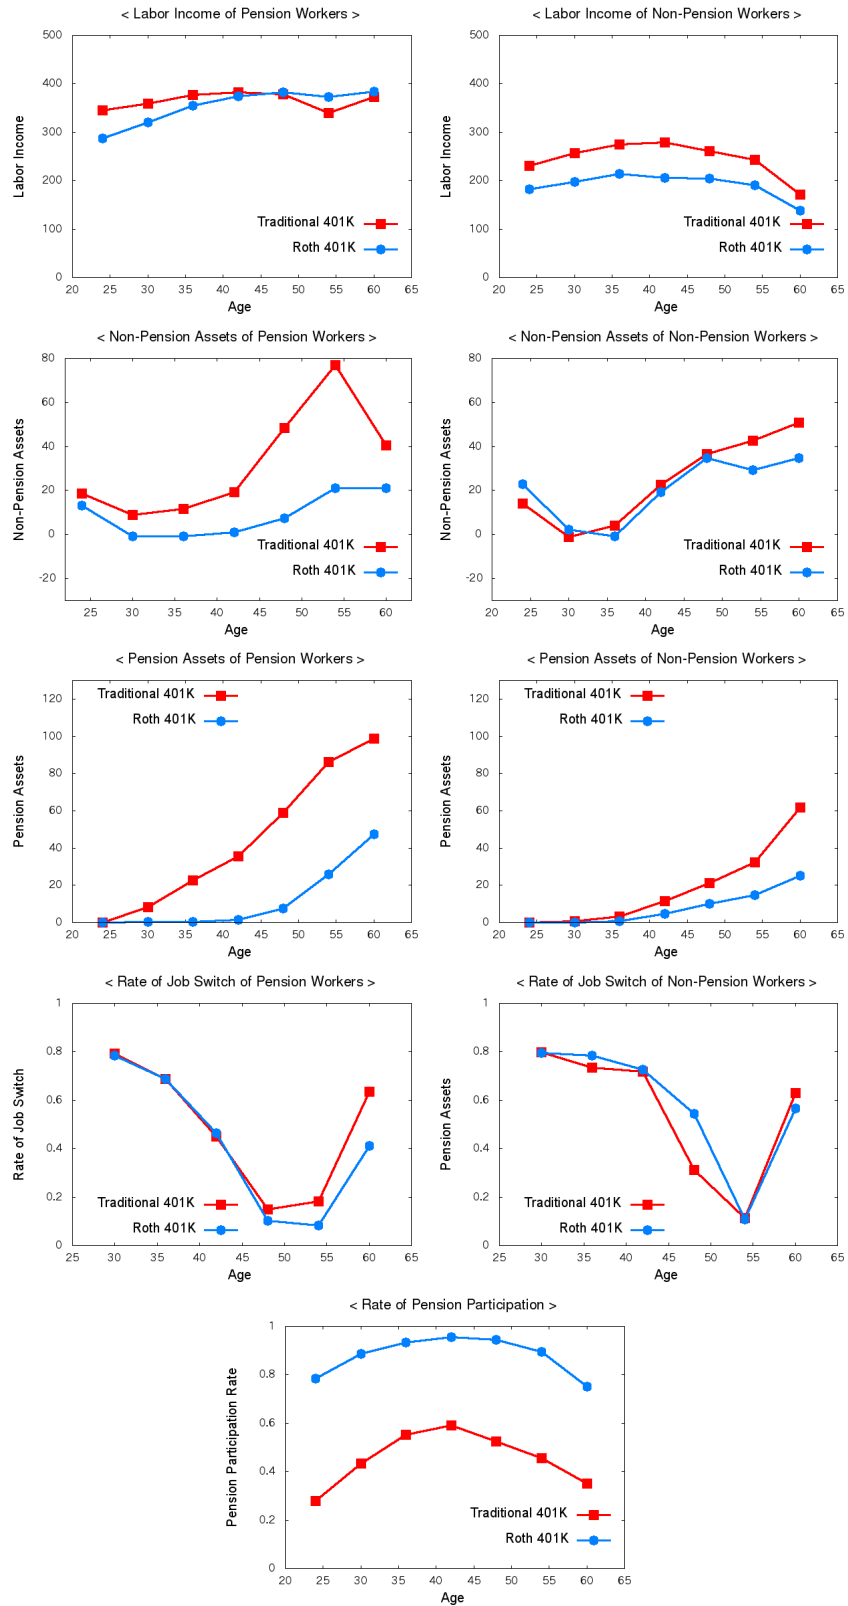 < Labor Income of Pension Workers >
500
400
300
200
100
0
Labor Income
Traditional 401K
Roth 401K
20 25 30 35 40 45 50 55 60 65
Age
< Labor Income of Non-Pension Workers >
500
400
300
200
100
0
Labor Income
Traditional 401K
Roth 401K
20 25 30 35 40 45 50 55 60 65
Age
< Non-Pension Assets of Pension Workers >
80
60
40
20
0
-20
Non-Pension Assets
Traditional 401K
Roth 401K
25 30 35 40 45 50 55 60
Age
< Non-Pension Assets of Non-Pension Workers >
80
60
40
20
0
-20
Non-Pension Assets
Traditional 401K
Roth 401K
20 25 30 35 40 45 50 55 60 65
Age
< Pension Assets of Pension Workers >
Traditional 401K
Roth 401K
120
100
80
60
40
20
0
Pension Assets
20 25 30 35 40 45 50 55 60 65
Age
< Pension Assets of Non-Pension Workers >
Traditional 401K
Roth 401K
120
100
80
60
40
20
0
Pension Assets
20 25 30 35 40 45 50 55 60 65
Age
< Rate of Job Switch of Pension Workers >
1
0.8
0.6
0.4
0.2
0
Rate of Job Switch
Traditional 401K
Roth 401K
30 35 40 45 50 55 60
Age
< Rate of Job Switch of Non-Pension Workers >
1
0.8
0.6
0.4
0.2
0
Pension Assets
Traditional 401K
Roth 401K
30 35 40 45 50 55 60
Age
< Rate of Pension Participation >
1
0.8
0.6
0.4
0.2
0
Pension Participation Rate
Traditional 401K
Roth 401K
20 25 30 35 40 45 50 55 60 65
Age